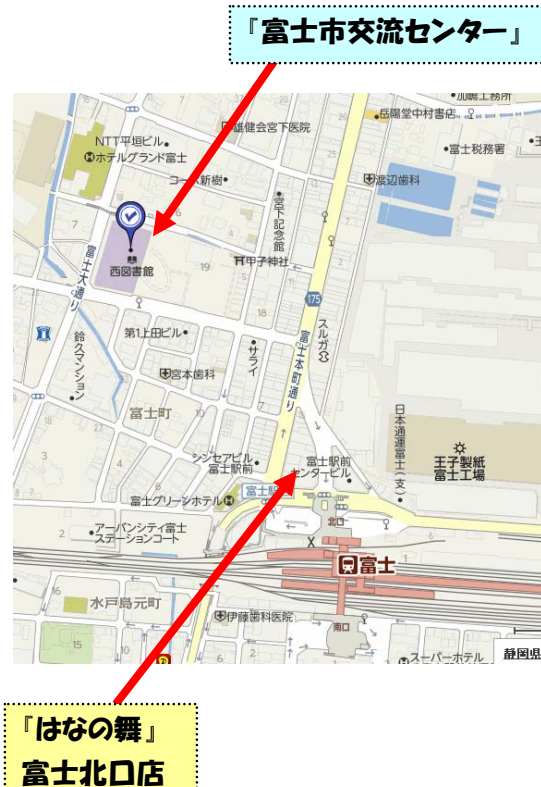 『富士市交流センター』
加嶋工務所
岳陽堂中村書店
雄健会宮下医院
NTT平垣ビル
富士税務署
ホテルグランド富士
渡辺歯科
コース新樹
宮下記念館
甲子神社
西図書館
富士大通り
19
18
17
175
第1上田ビル
サライ
スルガ
富士本町通り
鈴久マンション
宮本歯科
富士町
10
日本通運富士(支)
シンセアビル
富士駅前
富士駅前
センタービル
王子製紙
富士工場
富士グリーンホテル
富士駅
アーバンシティ富士
ステーションコート
北口
富士
水戸島元町
伊藤歯科医院
南口
15
10
6
2
スーパーホテル
静岡県
『はなの舞』
富士北口店